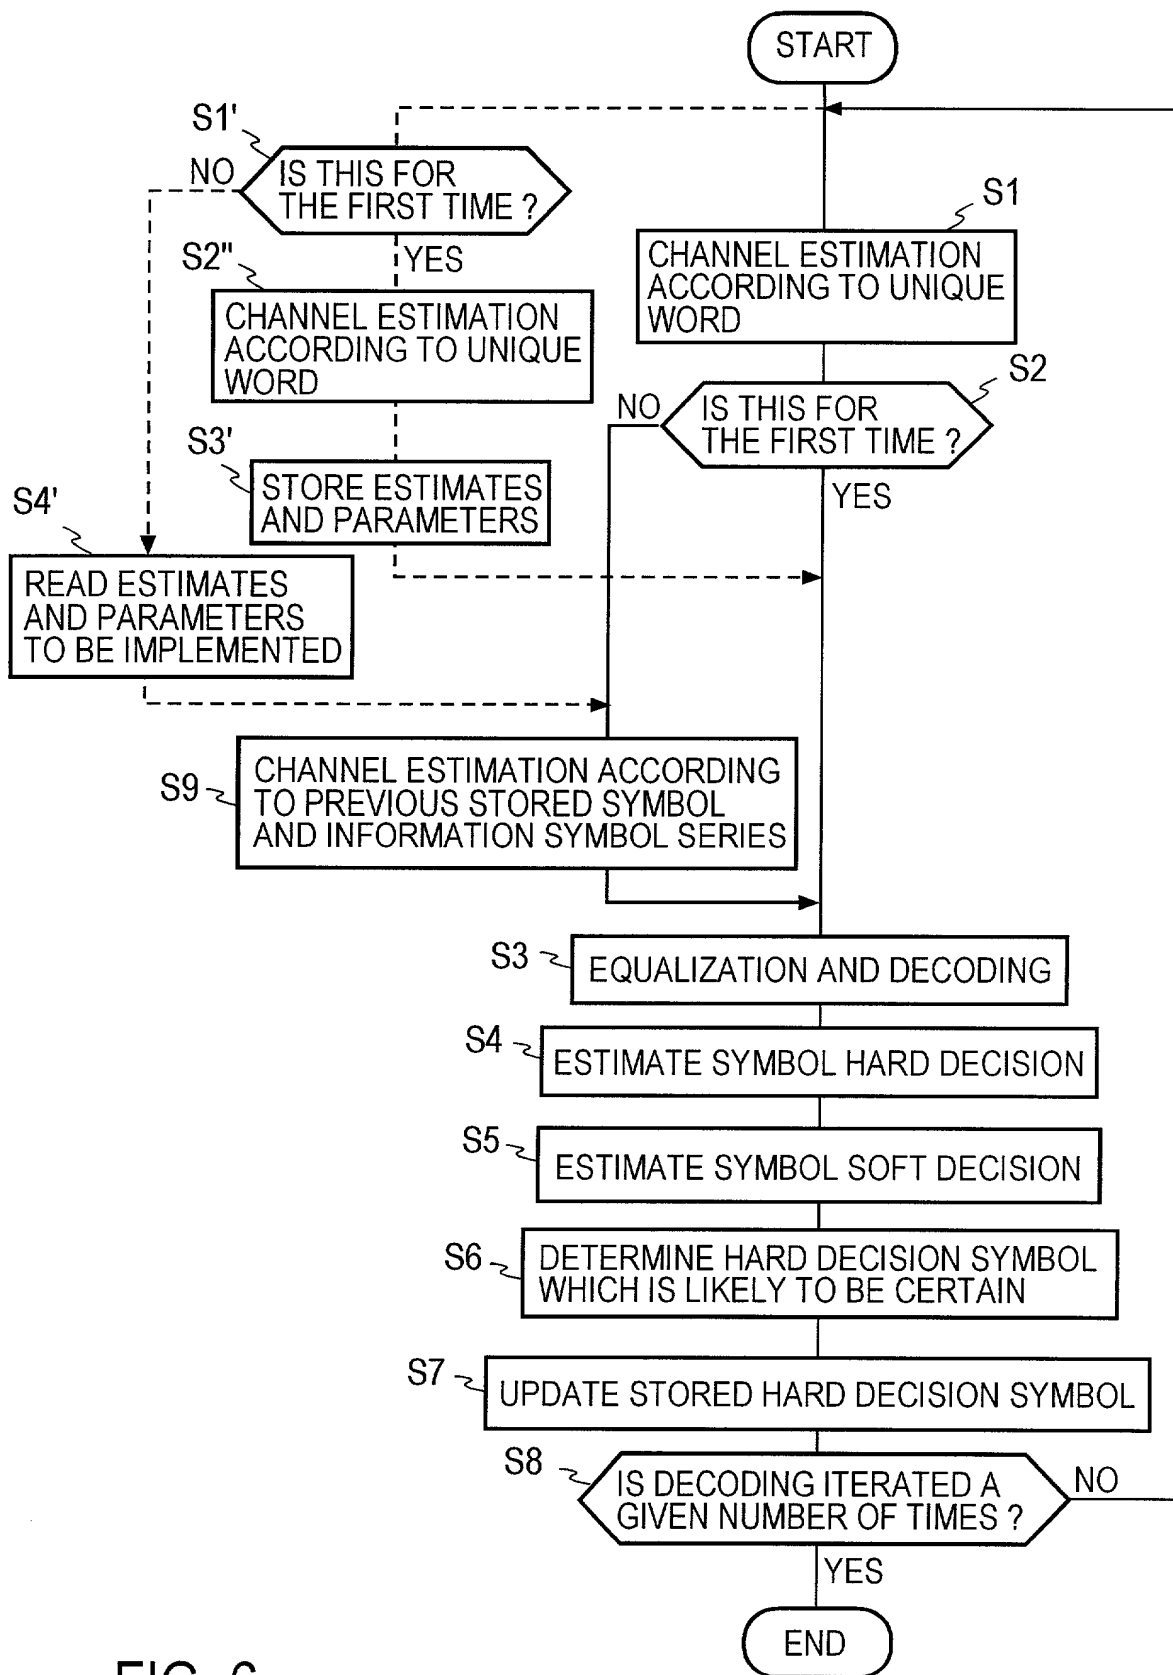 START
S1'
NO
IS THIS FOR
THE FIRST TIME ?
YES
S1
CHANNEL ESTIMATION
ACCORDING TO UNIQUE
WORD
S2"
CHANNEL ESTIMATION
ACCORDING TO UNIQUE
WORD
S2
NO
IS THIS FOR
THE FIRST TIME ?
YES
S3'
STORE ESTIMATES
AND PARAMETERS
S4'
READ ESTIMATES
AND PARAMETERS
TO BE IMPLEMENTED
S9
CHANNEL ESTIMATION ACCORDING
TO PREVIOUS STORED SYMBOL
AND INFORMATION SYMBOL SERIES
S3
EQUALIZATION AND DECODING
S4
ESTIMATE SYMBOL HARD DECISION
S5
ESTIMATE SYMBOL SOFT DECISION
S6
DETERMINE HARD DECISION SYMBOL
WHICH IS LIKELY TO BE CERTAIN
S7
UPDATE STORED HARD DECISION SYMBOL
S8
IS DECODING ITERATED A
GIVEN NUMBER OF TIMES ?
NO
YES
END
FIG. 6